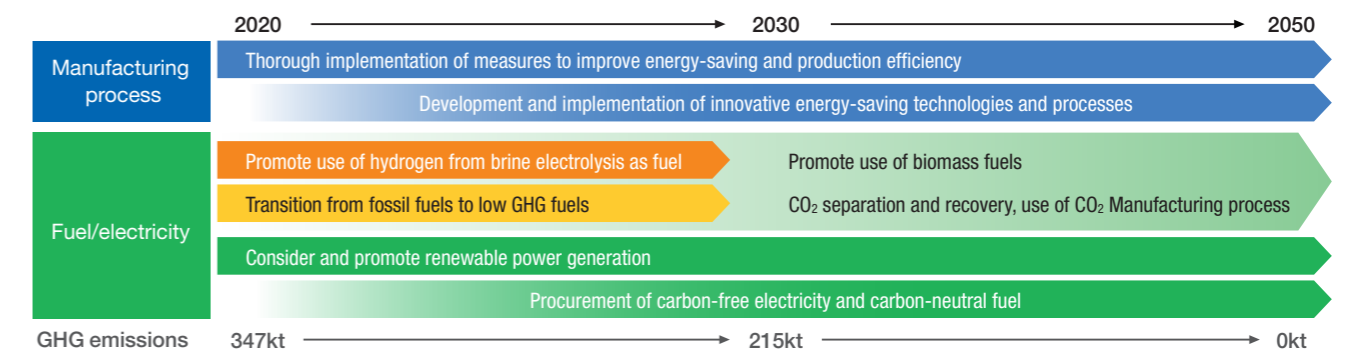 2020 2030 2050
Manufacturing
process
Thorough implementation of measures to improve energy-saving and production efficiency
Development and implementation of innovative energy-saving technologies and processes
Fuel/electricity
Promote use of hydrogen from brine electrolysis as fuel
Promote use of biomass fuels
Transition from fossil fuels to low GHG fuels
CO₂ separation and recovery, use of CO₂ Manufacturing process
Consider and promote renewable power generation
Procurement of carbon-free electricity and carbon-neutral fuel
GHG emissions 347kt 215kt 0kt